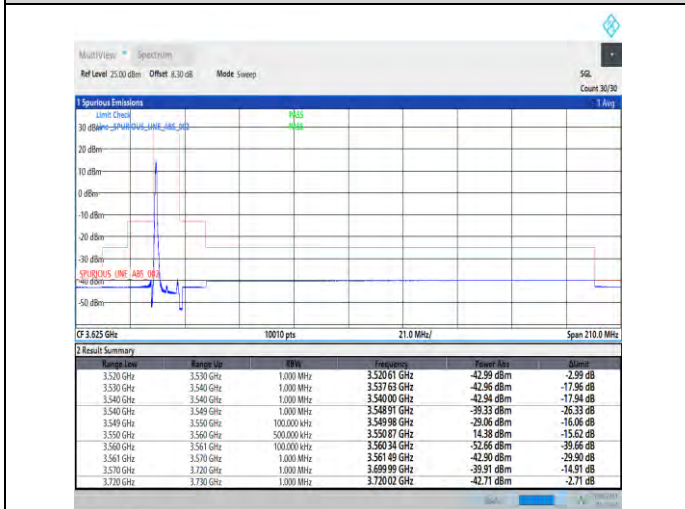 MultiView Spectrum
Ref Level 25.00 dBm Offset 8.30 dB Mode Sweep SGL
Count 30/30
1 Spurious Emissions 1 Avg
Limit Check PASS
30 dBm Line _SPURIOUS_LINE_ABS_002 PASS
20 dBm
10 dBm
0 dBm
-10 dBm
-20 dBm
-30 dBm
_SPURIOUS_LINE_ABS_002
-40 dBm
-50 dBm
CF 3.625 GHz 10010 pts 21.0 MHz/ Span 210.0 MHz
2 Result Summary
Range Low Range Up RBW Frequency Power Abs ΔLimit
3.520 GHz 3.530 GHz 1.000 MHz 3.520 61 GHz -42.99 dBm -2.99 dB
3.530 GHz 3.540 GHz 1.000 MHz 3.537 63 GHz -42.96 dBm -17.96 dB
3.540 GHz 3.540 GHz 1.000 MHz 3.540 00 GHz -42.94 dBm -17.94 dB
3.540 GHz 3.549 GHz 1.000 MHz 3.548 91 GHz -39.33 dBm -26.33 dB
3.549 GHz 3.550 GHz 100.000 kHz 3.549 98 GHz -29.06 dBm -16.06 dB
3.550 GHz 3.560 GHz 500.000 kHz 3.550 87 GHz 14.38 dBm -15.62 dB
3.560 GHz 3.561 GHz 100.000 kHz 3.560 34 GHz -52.66 dBm -39.66 dB
3.561 GHz 3.570 GHz 1.000 MHz 3.561 49 GHz -42.90 dBm -29.90 dB
3.570 GHz 3.720 GHz 1.000 MHz 3.699 99 GHz -39.91 dBm -14.91 dB
3.720 GHz 3.730 GHz 1.000 MHz 3.720 02 GHz -42.71 dBm -2.71 dB